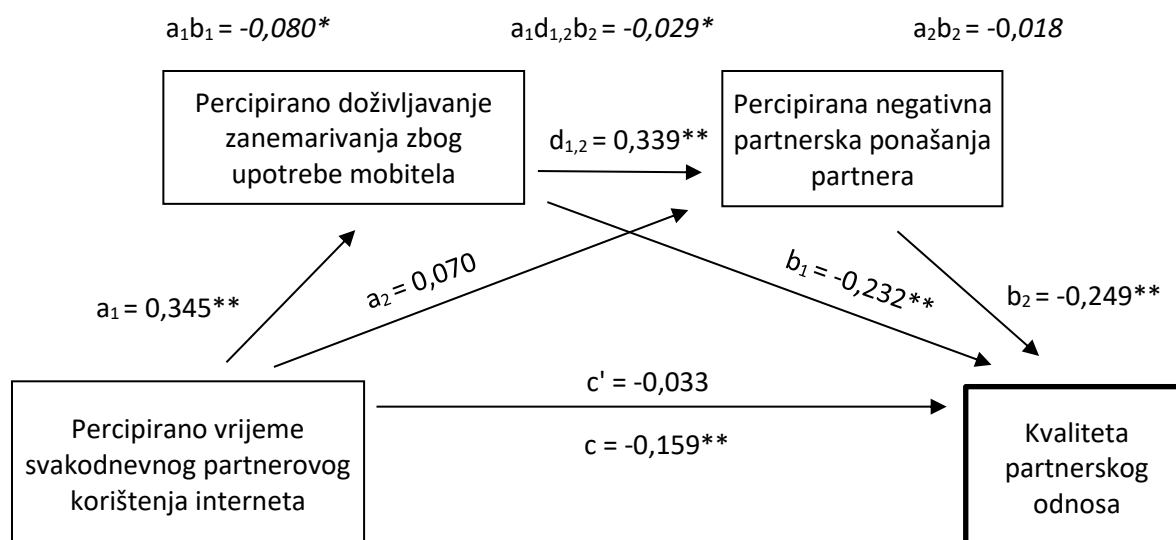 a₁b₁ = -0,080*
a₁d₁,₂b₂ = -0,029*
a₂b₂ = -0,018
Percipirano doživljavanje
zanemarivanja zbog
upotrebe mobitela
d₁,₂ = 0,339**
Percipirana negativna
partnerska ponašanja
partnera
a₁ = 0,345**
a₂ = 0,070
b₁ = -0,232**
b₂ = -0,249**
Percipirano vrijeme
svakodnevnog partnerovog
korištenja interneta
c' = -0,033
c = -0,159**
Kvaliteta
partnerskog
odnosa